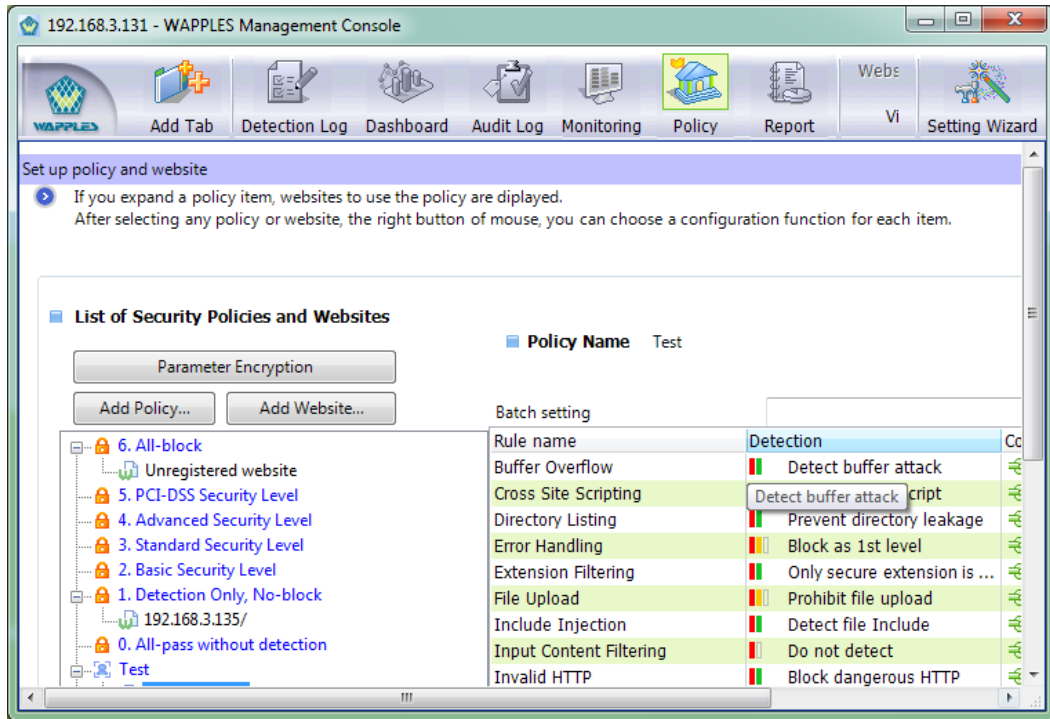 192.168.3.131 - WAPPLES Management Console
WAPPLES
Add Tab
Detection Log
Dashboard
Audit Log
Monitoring
Policy
Report
Webs
Vi
Setting Wizard
Set up policy and website
If you expand a policy item, websites to use the policy are diplayed.
After selecting any policy or website, the right button of mouse, you can choose a configuration function for each item.
List of Security Policies and Websites
Parameter Encryption
Add Policy...
Add Website...
6. All-block
Unregistered website
5. PCI-DSS Security Level
4. Advanced Security Level
3. Standard Security Level
2. Basic Security Level
1. Detection Only, No-block
192.168.3.135/
0. All-pass without detection
Test
Policy Name Test
Batch setting
Rule name Detection Co
Buffer Overflow Detect buffer attack
Cross Site Scripting cript
Detect buffer attack
Directory Listing Prevent directory leakage
Error Handling Block as 1st level
Extension Filtering Only secure extension is ...
File Upload Prohibit file upload
Include Injection Detect file Include
Input Content Filtering Do not detect
Invalid HTTP Block dangerous HTTP